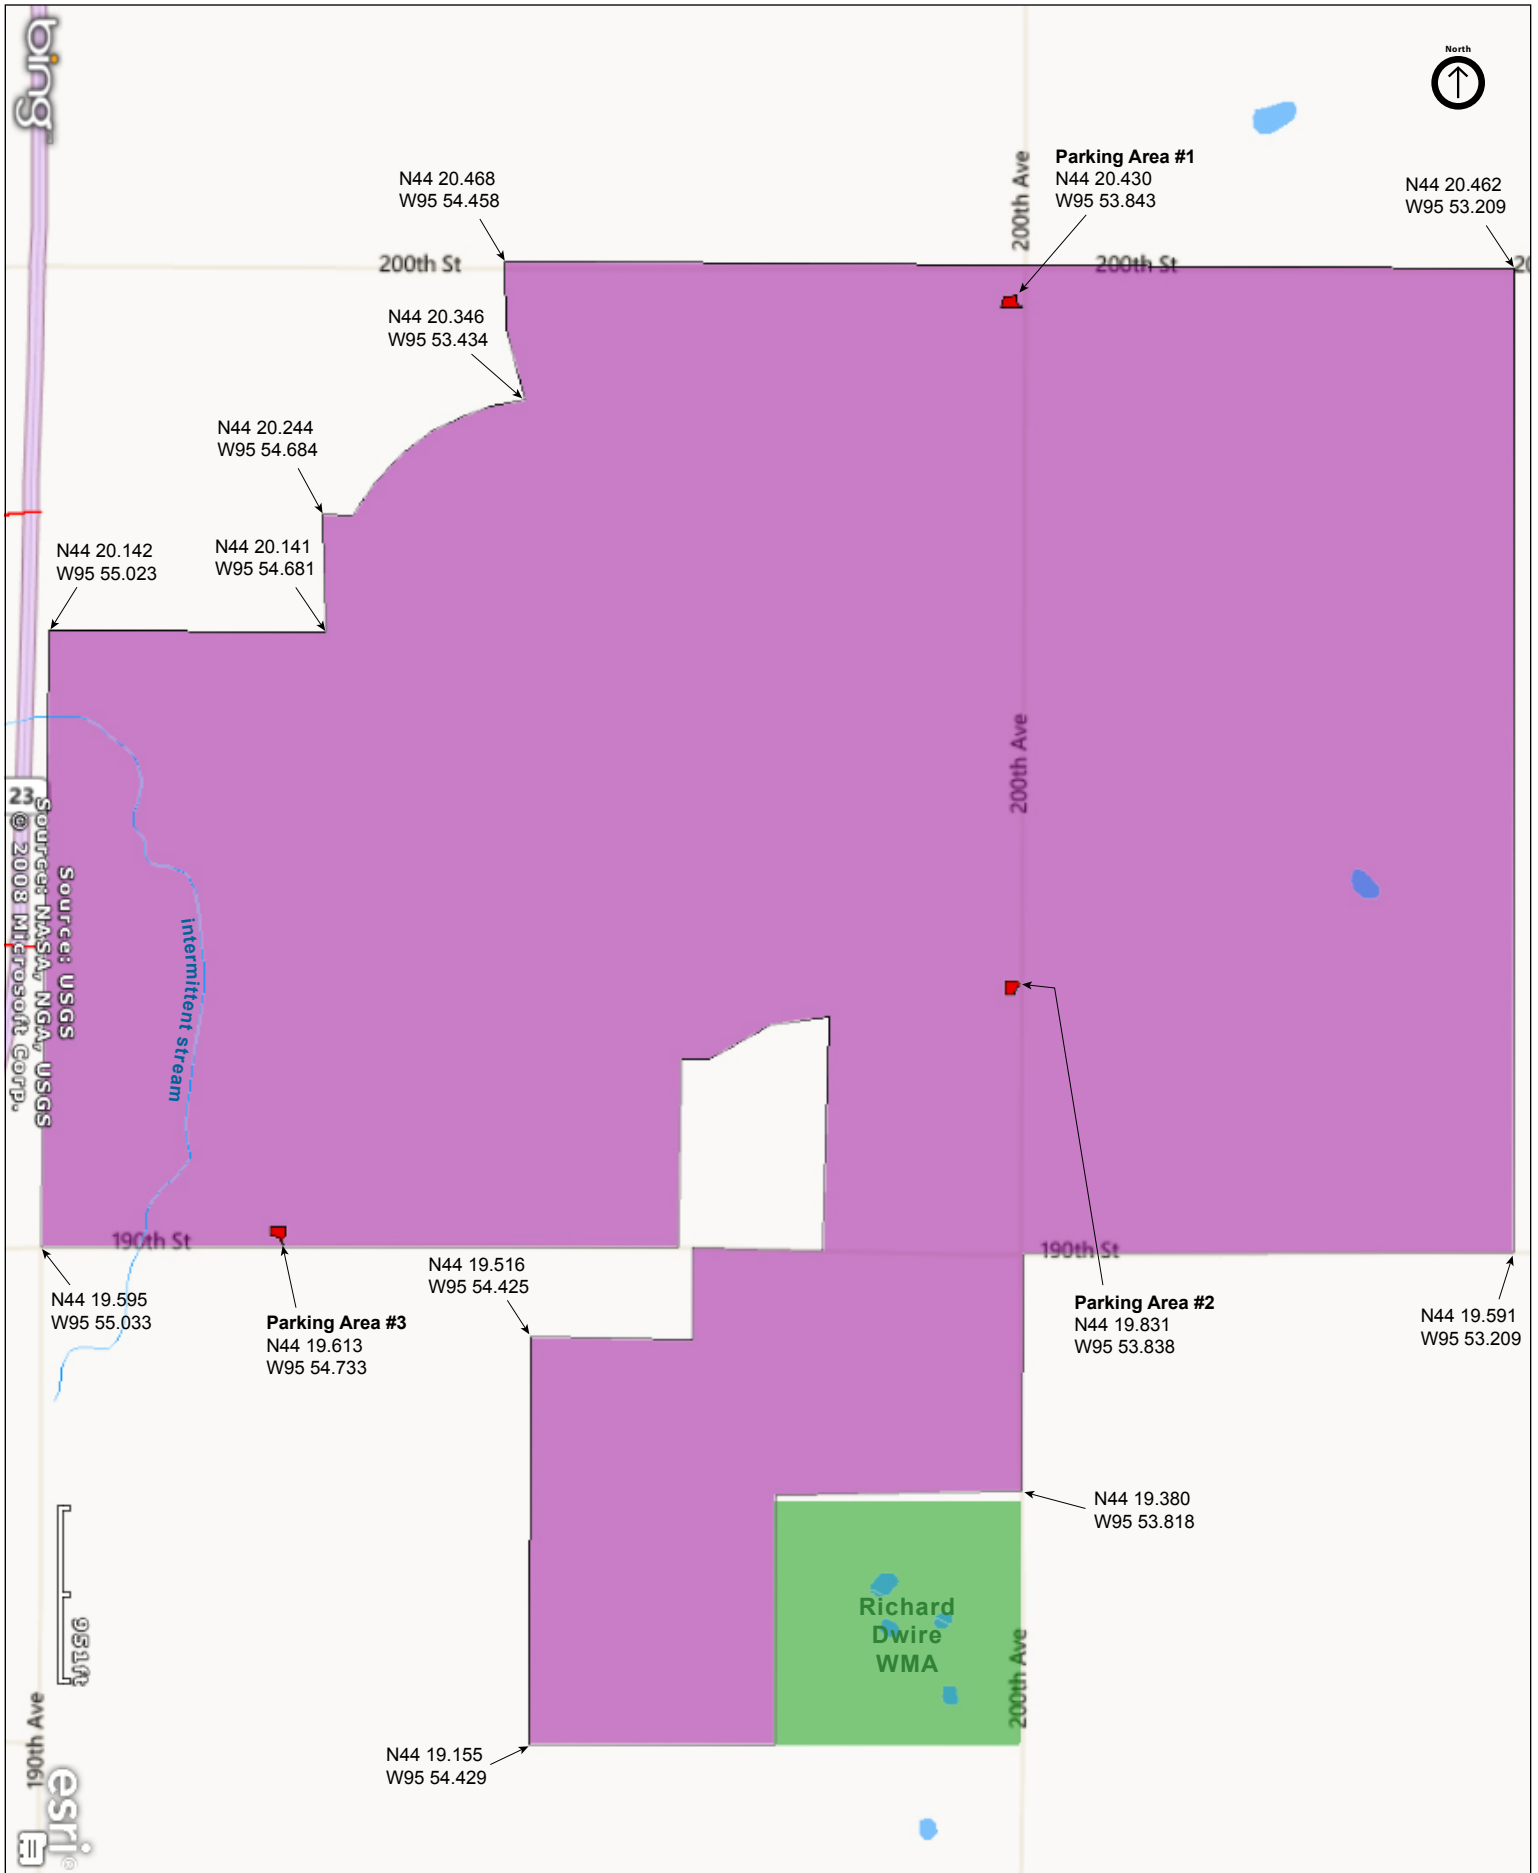 bing
North
Parking Area #1
N44 20.430
W95 53.843
N44 20.468
W95 54.458
N44 20.462
W95 53.209
200th Ave
200th St
200th St
20
N44 20.346
W95 53.434
N44 20.244
W95 54.684
N44 20.142
W95 55.023
N44 20.141
W95 54.681
200th Ave
23
Source: USGS
Source: NASA, NGA, USGS
© 2008 Microsoft Corp.
intermittent stream
190th St
190th St
N44 19.516
W95 54.425
N44 19.595
W95 55.033
Parking Area #3
N44 19.613
W95 54.733
Parking Area #2
N44 19.831
W95 53.838
N44 19.591
W95 53.209
N44 19.380
W95 53.818
951ft
Richard
Dwire
WMA
200th Ave
190th Ave
N44 19.155
W95 54.429
esri